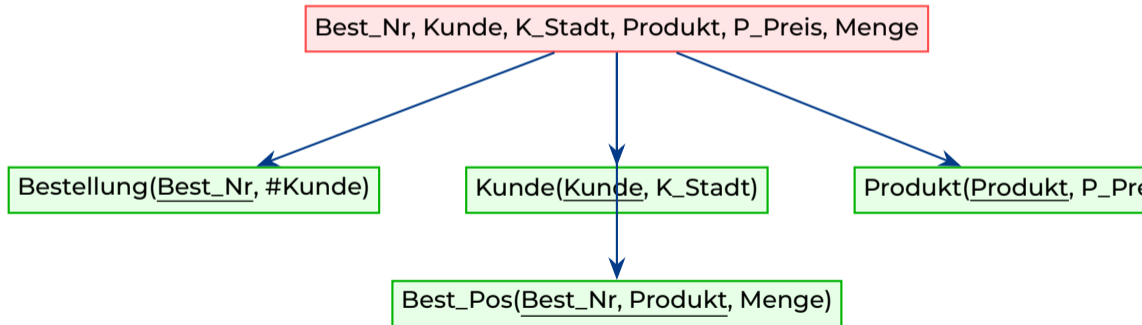 Best_Nr, Kunde, K_Stadt, Produkt, P_Preis, Menge
Bestellung(Best_Nr, #Kunde)
Kunde(Kunde, K_Stadt)
Produkt(Produkt, P_Pre
Best_Pos(Best_Nr, Produkt, Menge)